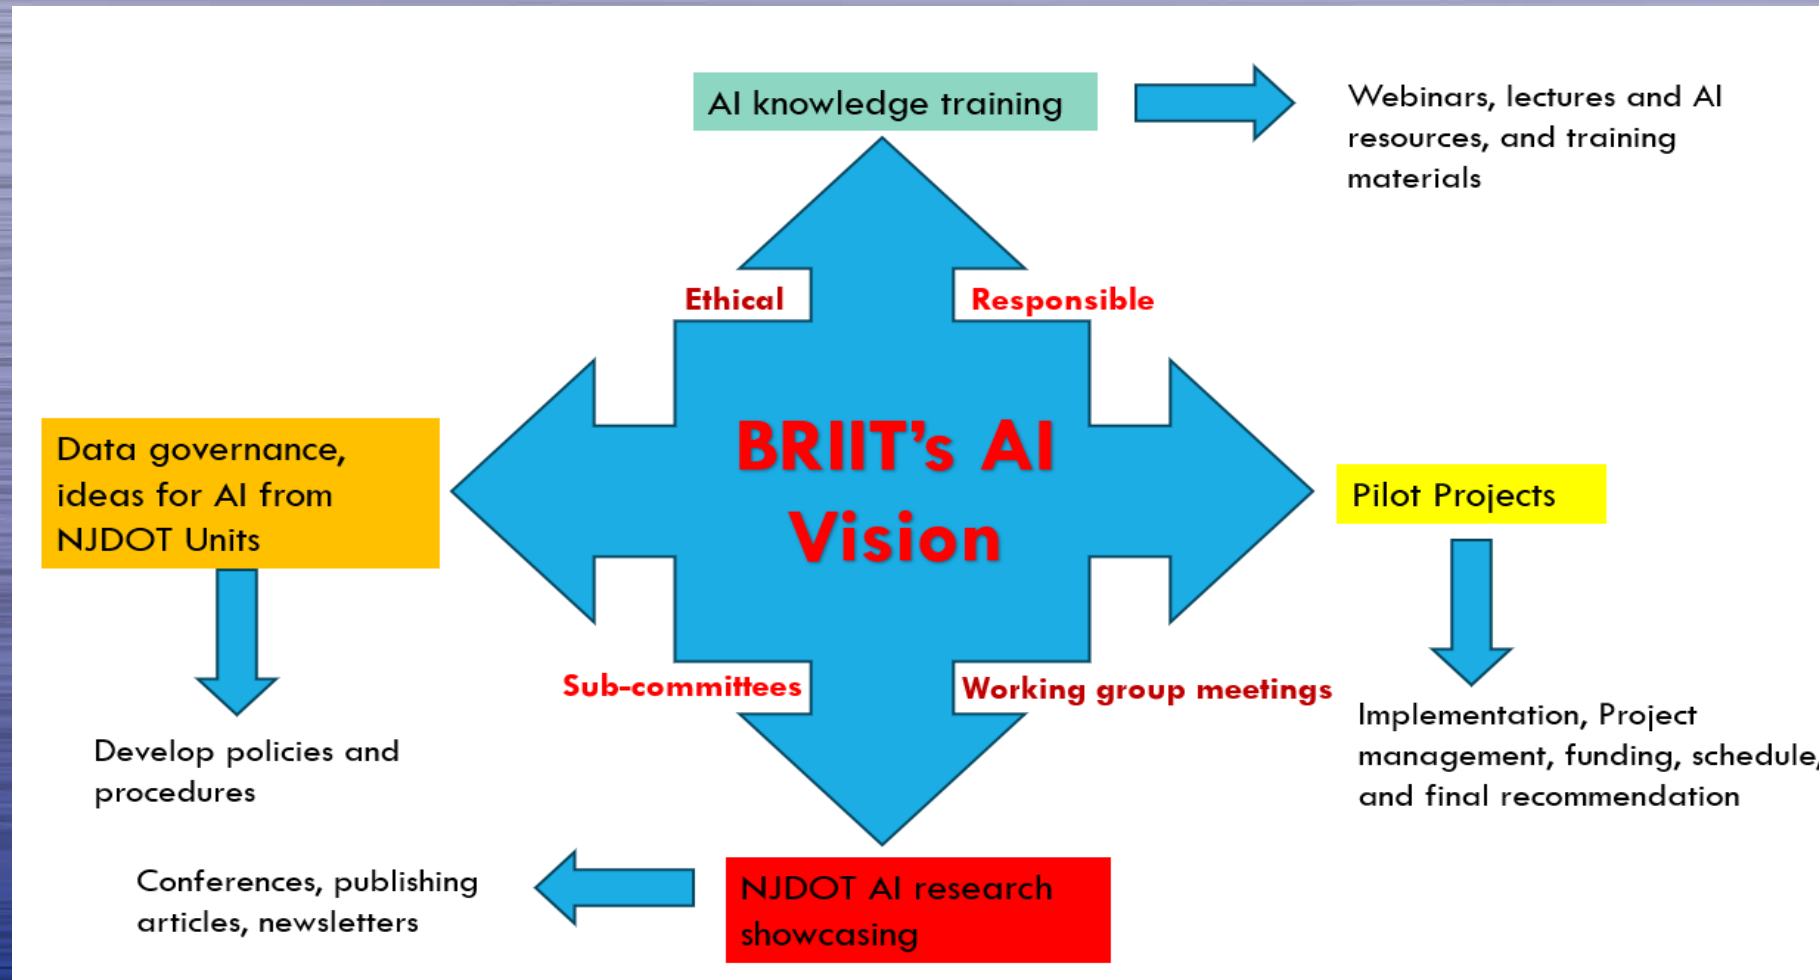 AI knowledge training
Webinars, lectures and AI
resources, and training
materials
Ethical
Responsible
BRIIT's AI
Vision
Data governance,
ideas for AI from
NJDOT Units
Pilot Projects
Sub-committees
Working group meetings
Develop policies and
procedures
Implementation, Project
management, funding, schedule,
and final recommendation
Conferences, publishing
articles, newsletters
NJDOT AI research
showcasing